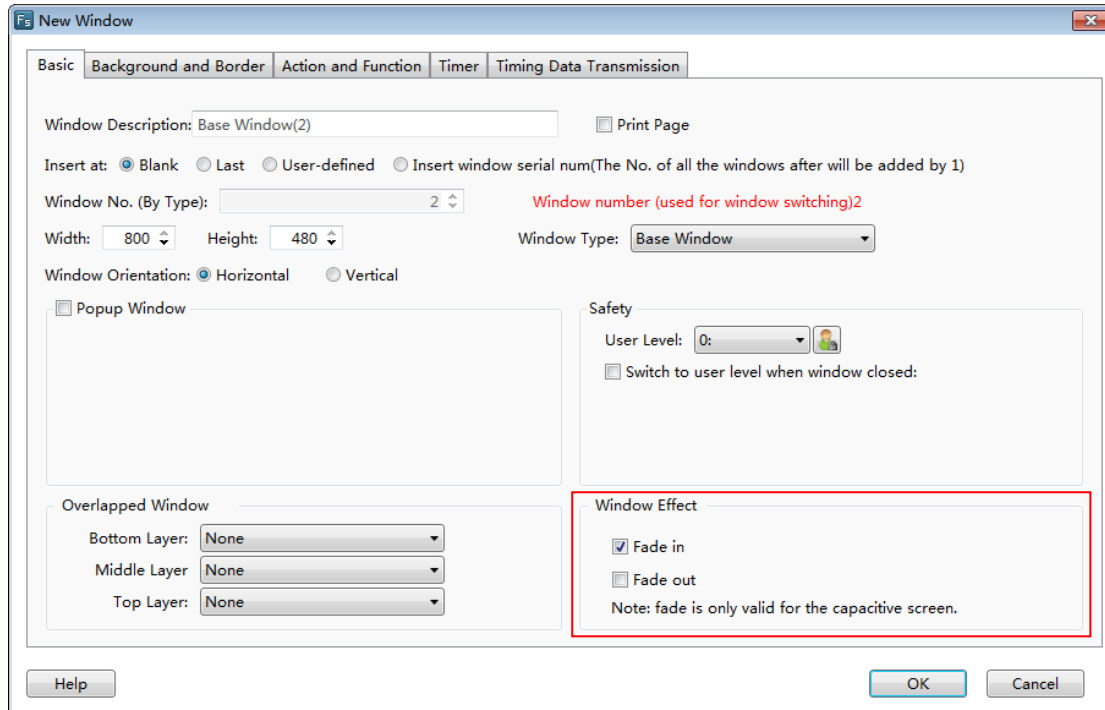 Fs New Window
Basic Background and Border Action and Function Timer Timing Data Transmission
Window Description: Base Window(2) Print Page
Insert at: Blank Last User-defined Insert window serial num(The No. of all the windows after will be added by 1)
Window No. (By Type): 2 Window number (used for window switching)2
Width: 800 Height: 480 Window Type: Base Window
Window Orientation: Horizontal Vertical
Popup Window
Safety
User Level: 0:
Switch to user level when window closed:
Overlapped Window
Bottom Layer: None
Middle Layer None
Top Layer: None
Window Effect
Fade in
Fade out
Note: fade is only valid for the capacitive screen.
Help OK Cancel